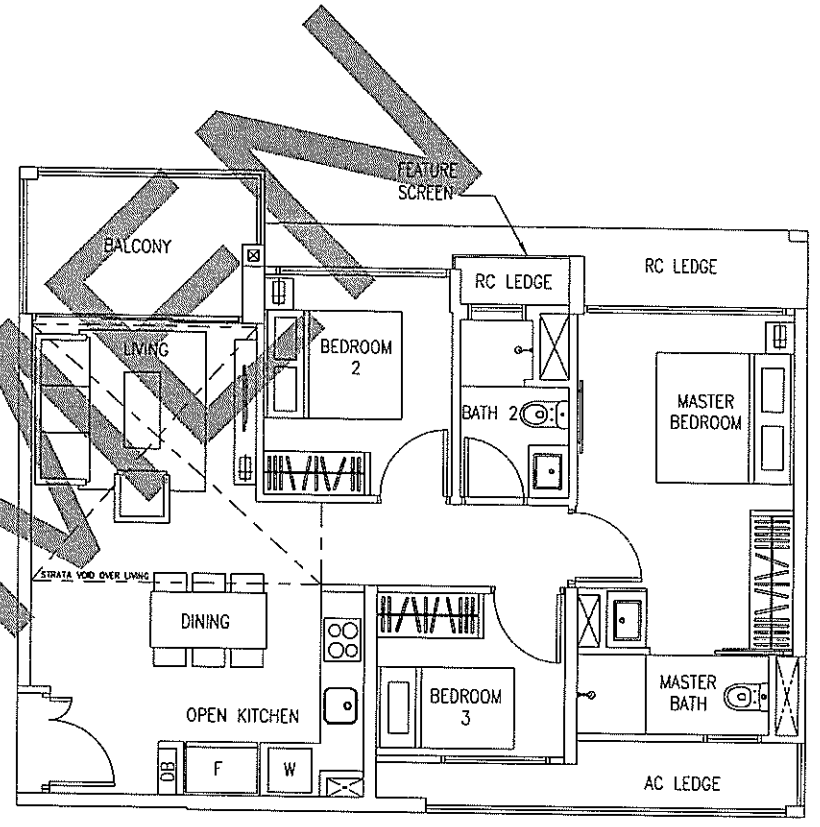 FEATURE
SCREEN
BALCONY
RC LEDGE
RC LEDGE
LIVING
BEDROOM
2
BATH 2
MASTER
BEDROOM
STRATA VOID OVER LIVING
DINING
OPEN KITCHEN
BEDROOM
3
MASTER
BATH
DB
F
W
AC LEDGE